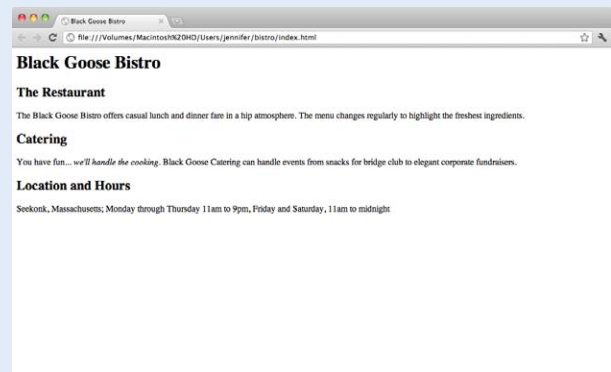 Black Goose Bistro
file:///Volumes/Macintosh%20HD/Users/jennifer/bistro/index.html
Black Goose Bistro
The Restaurant
The Black Goose Bistro offers casual lunch and dinner fare in a hip atmosphere. The menu changes regularly to highlight the freshest ingredients.
Catering
You have fun... we'll handle the cooking. Black Goose Catering can handle events from snacks for bridge club to elegant corporate fundraisers.
Location and Hours
Seekonk, Massachusetts; Monday through Thursday 11am to 9pm, Friday and Saturday, 11am to midnight